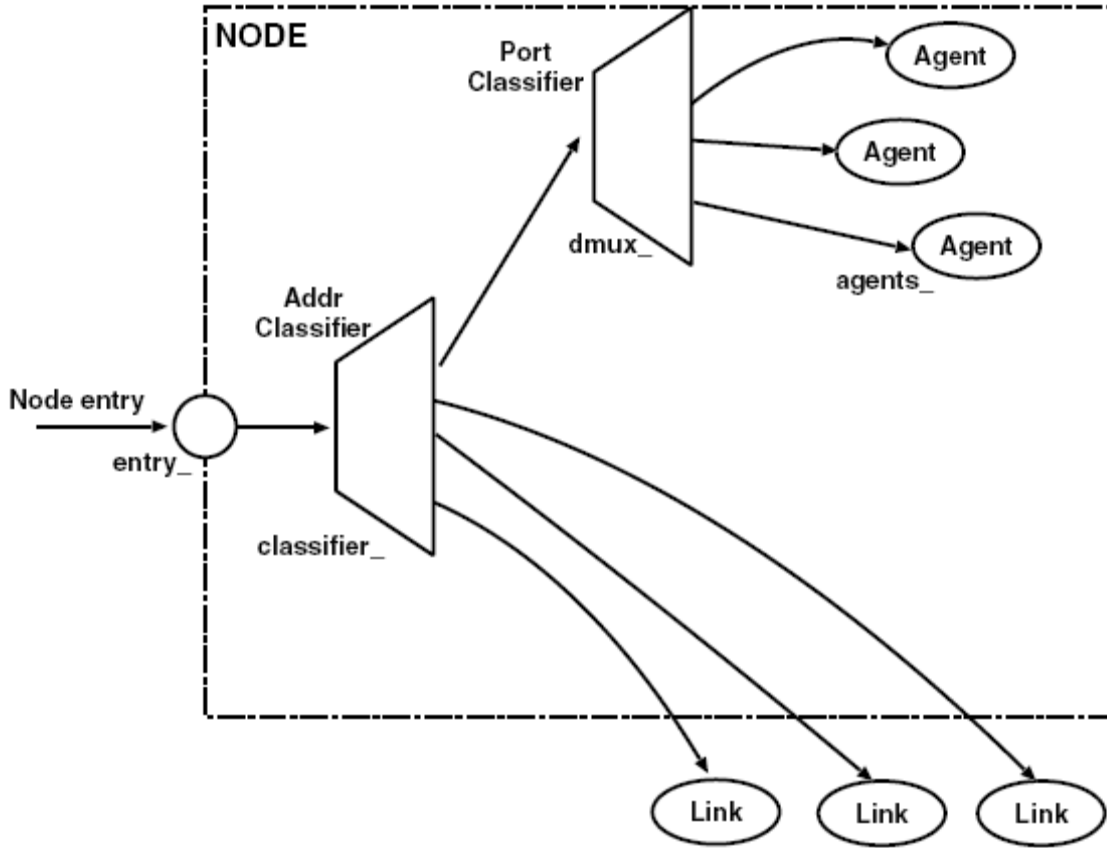 NODE
Port
Classifier
Agent
Agent
dmux_
Agent
agents_
Addr
Classifier
Node entry
entry_
classifier_
Link
Link
Link